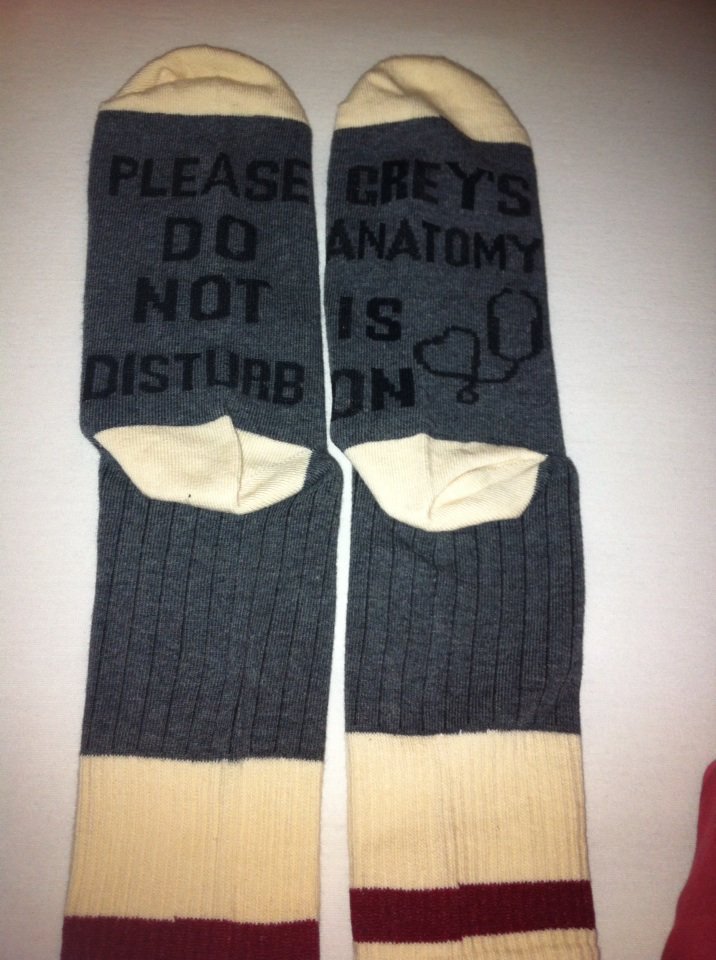 PLEASE
DO
NOT
DISTURB
GREY'S
ANATOMY
IS
ON